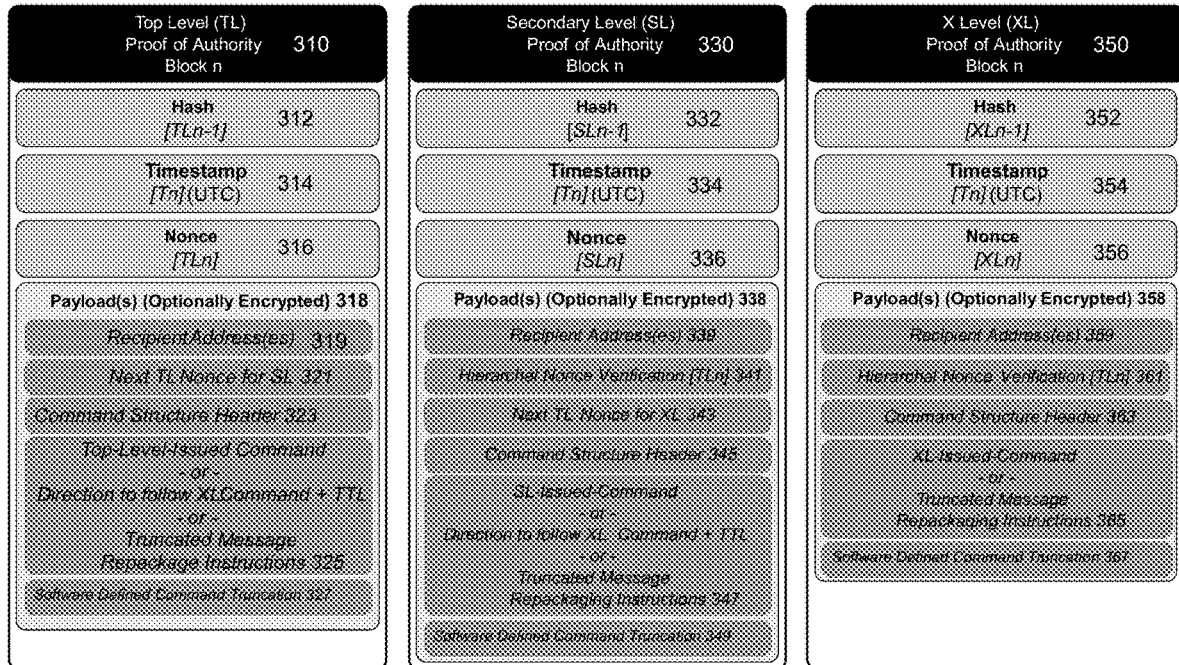 Top Level (TL)
Proof of Authority 310
Block n
Hash 312
[TLn-1]
Timestamp 314
[Tn] (UTC)
Nonce 316
[TLn]
Payload(s) (Optionally Encrypted) 318
Recipient Address(es) 319
Next TL Nonce for SL 321
Command Structure Header 323
Top-Level-Issued Command
- or -
Direction to follow XL Command + TTL
- or -
Truncated Message
Repackage Instructions 325
Software Defined Command Truncation 327
Secondary Level (SL)
Proof of Authority 330
Block n
Hash 332
[SLn-1]
Timestamp 334
[Tn] (UTC)
Nonce 336
[SLn]
Payload(s) (Optionally Encrypted) 338
Recipient Address(es) 339
Hierarchal Nonce Verification [TLn] 341
Next TL Nonce for XL 343
Command Structure Header 345
SL-Issued-Command
- or -
Direction to follow XL Command + TTL
- or -
Truncated Message
Repackaging Instructions 347
Software Defined Command Truncation 349
X Level (XL)
Proof of Authority 350
Block n
Hash 352
[XLn-1]
Timestamp 354
[Tn] (UTC)
Nonce 356
[XLn]
Payload(s) (Optionally Encrypted) 358
Recipient Address(es) 359
Hierarchal Nonce Verification [TLn] 361
Command Structure Header 363
XL-Issued-Command
- or -
Truncated Message
Repackaging Instructions 365
Software Defined Command Truncation 367